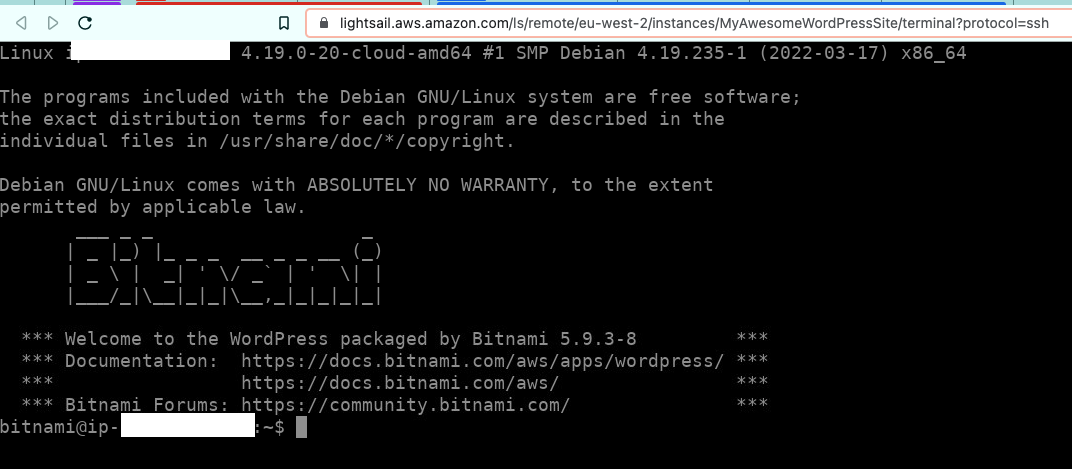 lightsail.aws.amazon.com/ls/remote/eu-west-2/instances/MyAwesomeWordPressSite/terminal?protocol=ssh
Linux 4.19.0-20-cloud-amd64 #1 SMP Debian 4.19.235-1 (2022-03-17) x86_64
The programs included with the Debian GNU/Linux system are free software;
the exact distribution terms for each program are described in the
individual files in /usr/share/doc/*/copyright.
Debian GNU/Linux comes with ABSOLUTELY NO WARRANTY, to the extent
permitted by applicable law.
Bitnami
*** Welcome to the WordPress packaged by Bitnami 5.9.3-8 ***
*** Documentation: https://docs.bitnami.com/aws/apps/wordpress/ ***
*** https://docs.bitnami.com/aws/ ***
*** Bitnami Forums: https://community.bitnami.com/ ***
bitnami@ip- :~$